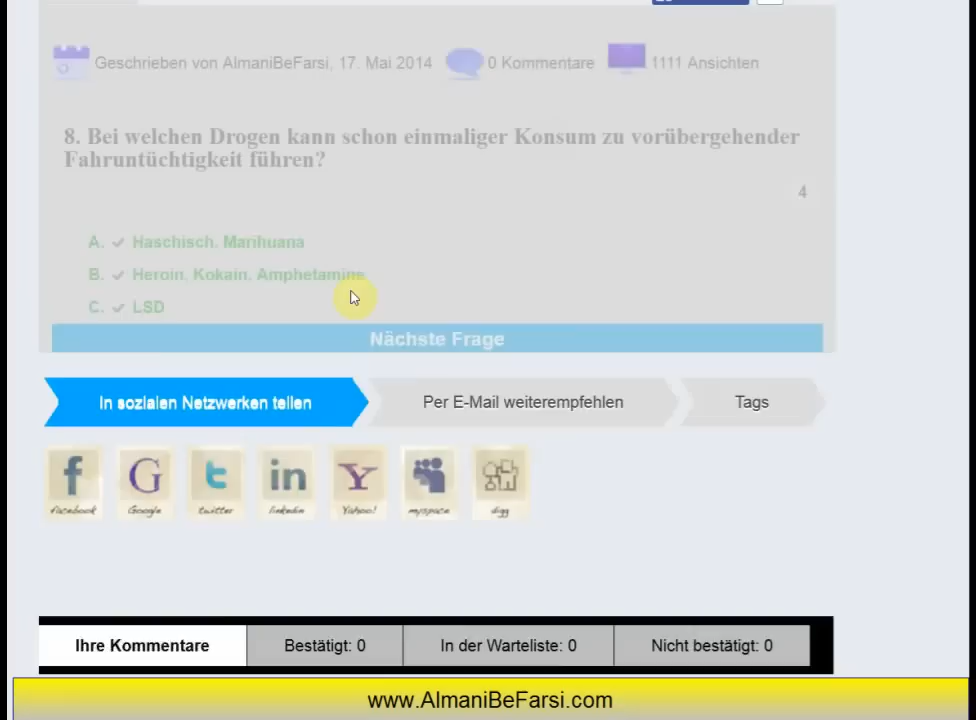 Geschrieben von AlmaniBeFarsi, 17. Mai 2014 0 Kommentare 1111 Ansichten
8. Bei welchen Drogen kann schon einmaliger Konsum zu vorübergehender
Fahruntüchtigkeit führen?
4
A. ✓ Haschisch, Marihuana
B. ✓ Heroin, Kokain, Amphetamine
C. ✓ LSD
Nächste Frage
In sozialen Netzwerken teilen Per E-Mail weiterempfehlen Tags
f G t in Y
facebook Google twitter linkedin Yahoo! myspace digg
Ihre Kommentare Bestätigt: 0 In der Warteliste: 0 Nicht bestätigt: 0
www.AlmaniBeFarsi.com